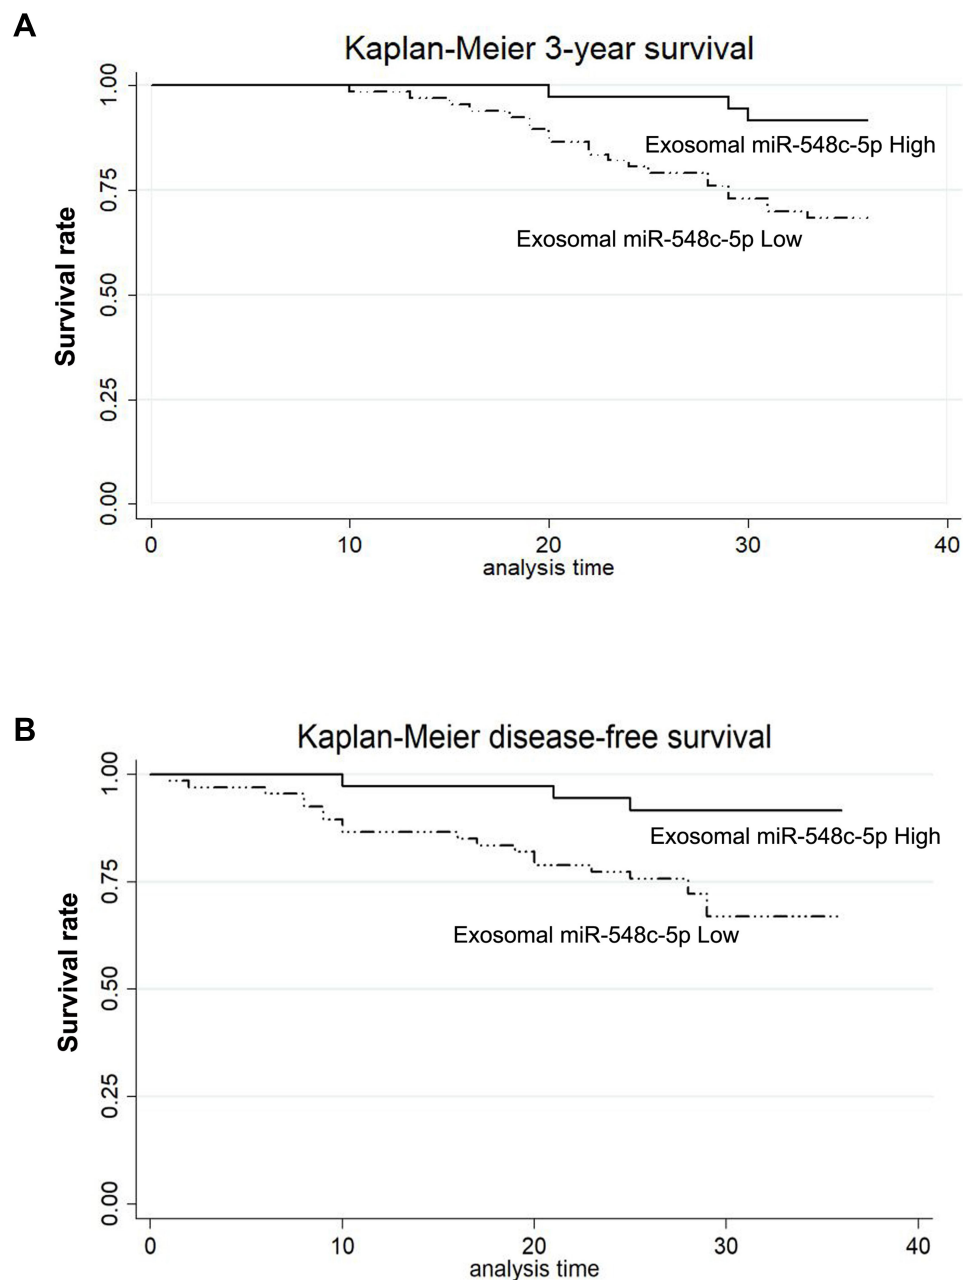 A
Kaplan-Meier 3-year survival
1.00
Exosomal miR-548c-5p High
0.75
Exosomal miR-548c-5p Low
0.50
Survival rate
0.25
0.00
0 10 20 30 40
analysis time
B
Kaplan-Meier disease-free survival
1.00
Exosomal miR-548c-5p High
0.75
Exosomal miR-548c-5p Low
0.50
Survival rate
0.25
0.00
0 10 20 30 40
analysis time